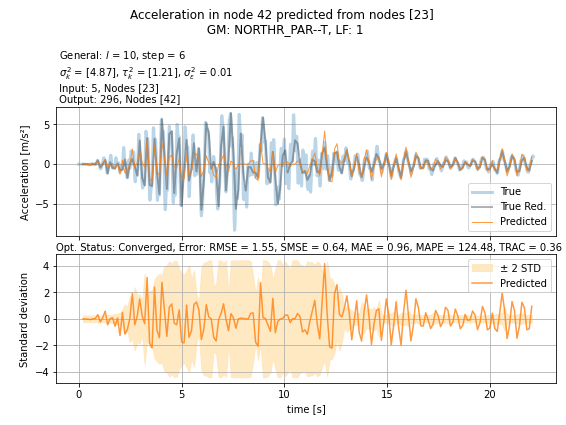 Acceleration in node 42 predicted from nodes [23]
GM: NORTHR_PAR--T, LF: 1
General: l = 10, step = 6
σ²ₖ = [4.87], τ²ₖ = [1.21], σ²ₑ = 0.01
Input: 5, Nodes [23]
Output: 296, Nodes [42]
Acceleration [m/s²]
5
0
−5
True
True Red.
Predicted
Opt. Status: Converged, Error: RMSE = 1.55, SMSE = 0.64, MAE = 0.96, MAPE = 124.48, TRAC = 0.36
Standard deviation
4
2
0
−2
−4
± 2 STD
Predicted
0
5
10
15
20
time [s]